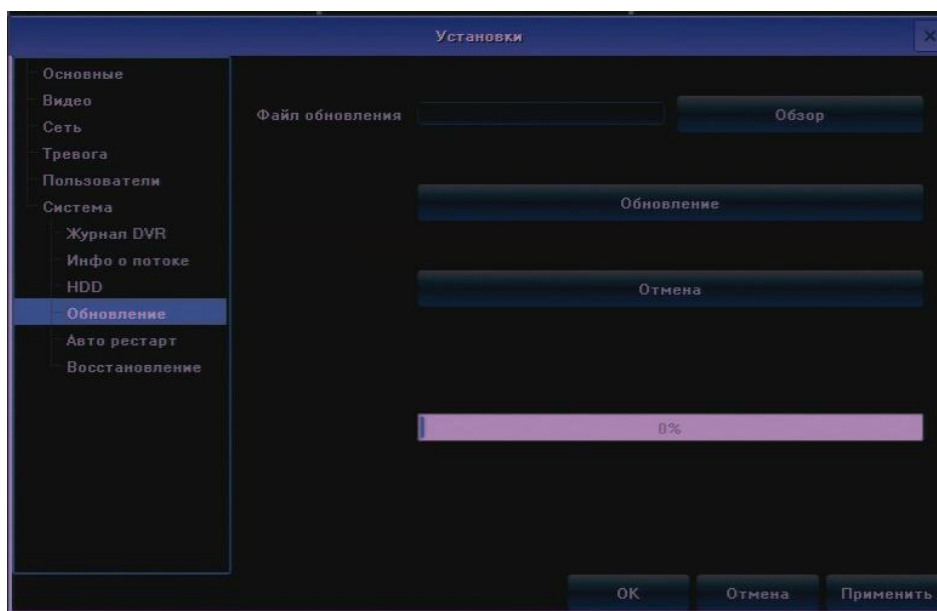 Установки
Основные
Видео
Сеть
Тревога
Пользователи
Система
Журнал DVR
Инфо о потоке
HDD
Обновление
Авто рестарт
Восстановление
Файл обновления
Обзор
Обновление
Отмена
0%
OK Отмена Применить